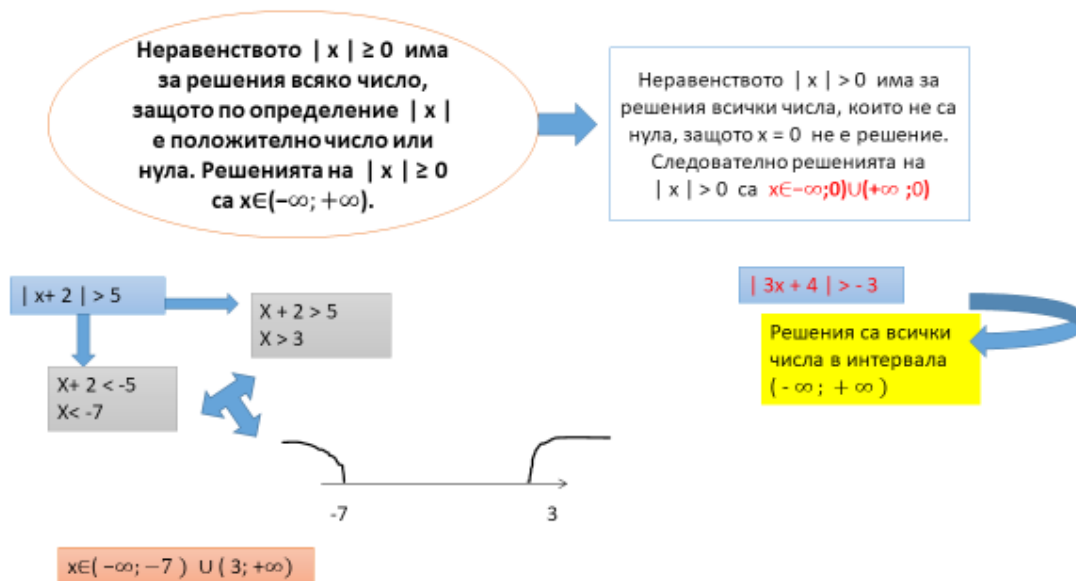 Неравенството | x | ≥ 0 има
за решения всяко число,
защото по определение | x |
е положително число или
нула. Решенията на | x | ≥ 0
са x∈(−∞; +∞).
Неравенството | x | > 0 има за
решения всички числа, които не са
нула, защото x = 0 не е решение.
Следователно решенията на
| x | > 0 са x∈−∞;0)∪(+∞ ;0)
| x+ 2 | > 5
X + 2 > 5
X > 3
X+ 2 < -5
X< -7
-7 3
x∈( −∞; −7 ) ∪ ( 3; +∞)
| 3x + 4 | > - 3
Решения са всички
числа в интервала
( - ∞ ; + ∞ )